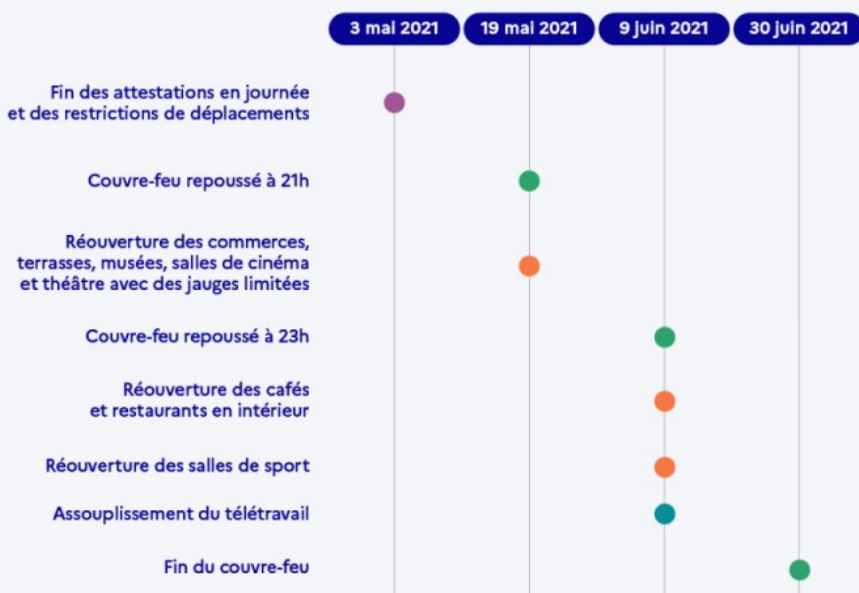 3 mai 2021
19 mai 2021
9 juin 2021
30 juin 2021
Fin des attestations en journée
et des restrictions de déplacements
Couvre-feu repoussé à 21h
Réouverture des commerces,
terrasses, musées, salles de cinéma
et théâtre avec des jauges limitées
Couvre-feu repoussé à 23h
Réouverture des cafés
et restaurants en intérieur
Réouverture des salles de sport
Assouplissement du télétravail
Fin du couvre-feu